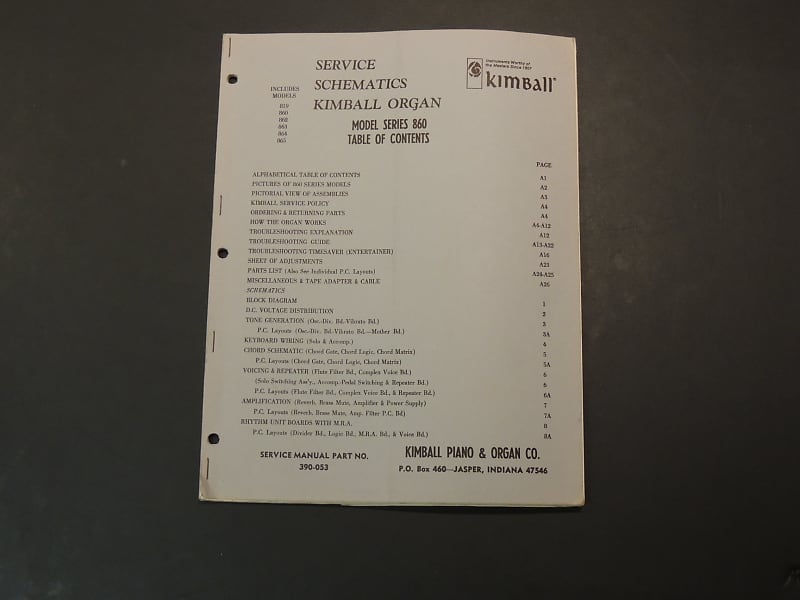 SERVICE
SCHEMATICS
KIMBALL ORGAN
MODEL SERIES 860
TABLE OF CONTENTS
INCLUDES
MODELS
819
860
862
863
864
865
Instruments Worthy of
the Masters Since 1857
KIMBALL
PAGE
ALPHABETICAL TABLE OF CONTENTS A1
PICTURES OF 860 SERIES MODELS A2
PICTORIAL VIEW OF ASSEMBLIES A3
KIMBALL SERVICE POLICY A4
ORDERING & RETURNING PARTS A4
HOW THE ORGAN WORKS A4-A12
TROUBLESHOOTING EXPLANATION A12
TROUBLESHOOTING GUIDE A13-A22
TROUBLESHOOTING TIMESAVER (ENTERTAINER) A16
SHEET OF ADJUSTMENTS A23
PARTS LIST (Also See Individual P.C. Layouts) A24-A25
MISCELLANEOUS & TAPE ADAPTER & CABLE A26
SCHEMATICS
BLOCK DIAGRAM 1
D.C. VOLTAGE DISTRIBUTION 2
TONE GENERATION (Osc.-Div. Bd.-Vibrato Bd.) 3
P.C. Layouts (Osc.-Div. Bd.-Vibrato Bd.—Mother Bd.) 3A
KEYBOARD WIRING (Solo & Accomp.) 4
CHORD SCHEMATIC (Chord Gate, Chord Logic, Chord Matrix) 5
P.C. Layouts (Chord Gate, Chord Logic, Chord Matrix) 5A
VOICING & REPEATER (Flute Filter Bd., Complex Voice Bd.) 6
(Solo Switching Ass'y., Accomp. Pedal Switching & Repeater Bd.) 6
P.C. Layouts (Flute Filter Bd., Complex Voice Bd., & Repeater Bd.) 6A
AMPLIFICATION (Reverb, Brass Mute, Amplifier & Power Supply) 7
P.C. Layouts (Reverb, Brass Mute, Amp. Filter P.C. Bd) 7A
RHYTHM UNIT BOARDS WITH M.R.A. 8
P.C. Layouts (Divider Bd., Logic Bd., M.R.A. Bd., & Voice Bd.) 8A
SERVICE MANUAL PART NO.
390-053
KIMBALL PIANO & ORGAN CO.
P.O. Box 460—JASPER, INDIANA 47546